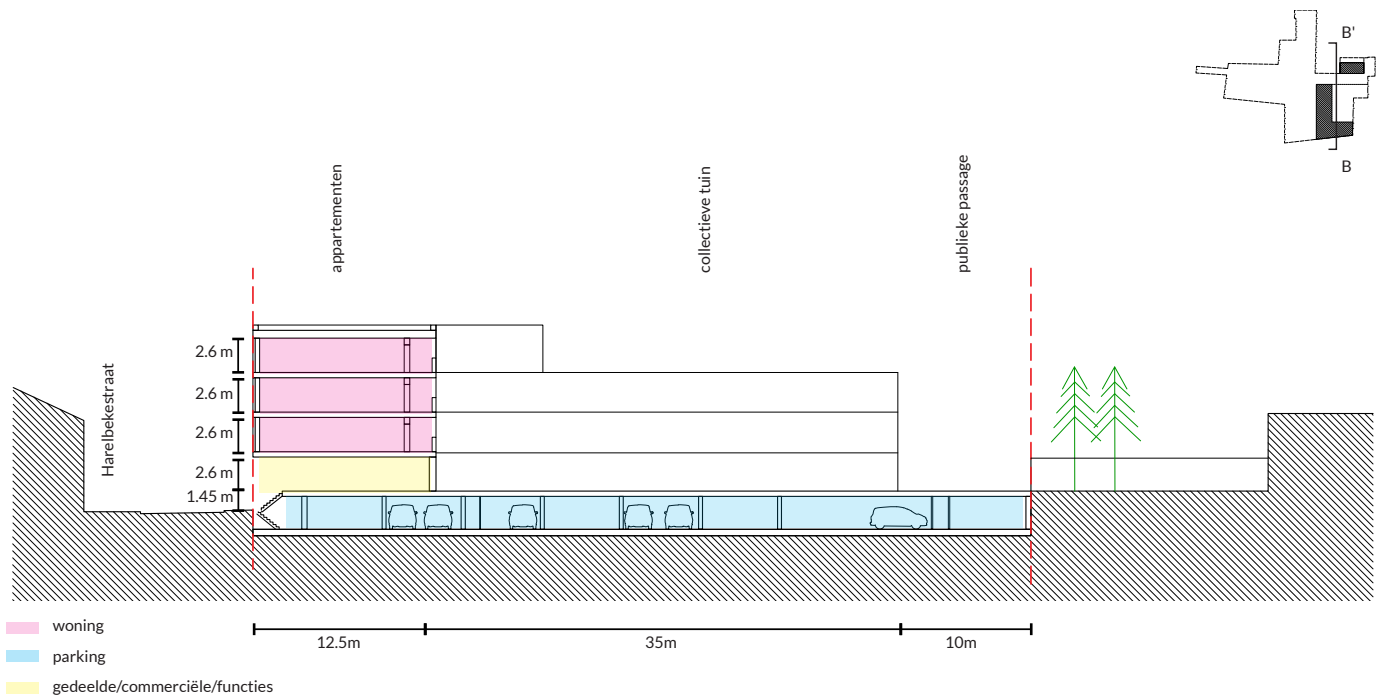 B'
B
appartementen
collectieve tuin
publieke passage
Harelbekestraat
2.6 m
2.6 m
2.6 m
2.6 m
1.45 m
12.5m
35m
10m
woning
parking
gedeelde/commerciële/functies